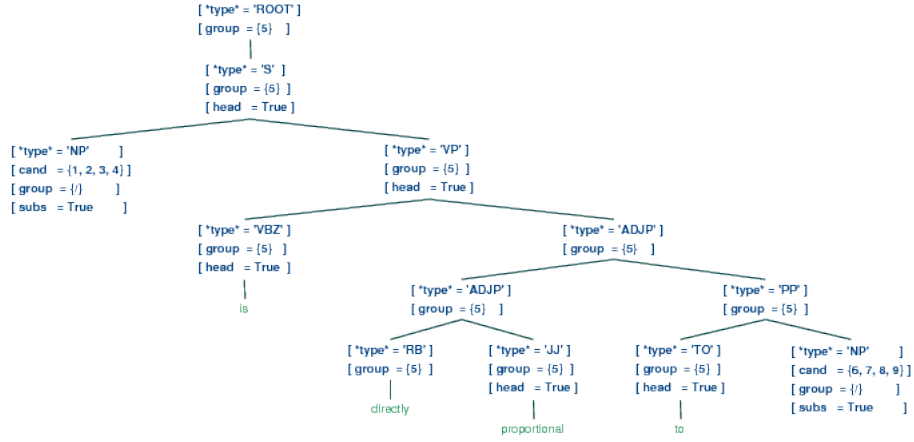 [ *type* = 'ROOT' ]
[ group = {5} ]
[ *type* = 'S' ]
[ group = {5} ]
[ head = True ]
[ *type* = 'NP' ]
[ cand = {1, 2, 3, 4} ]
[ group = {/} ]
[ subs = True ]
[ *type* = 'VP' ]
[ group = {5} ]
[ head = True ]
[ *type* = 'VBZ' ]
[ group = {5} ]
[ head = True ]
is
[ *type* = 'ADJP' ]
[ group = {5} ]
[ *type* = 'ADJP' ]
[ group = {5} ]
[ *type* = 'PP' ]
[ group = {5} ]
[ *type* = 'RB' ]
[ group = {5} ]
directly
[ *type* = 'JJ' ]
[ group = {5} ]
[ head = True ]
proportional
[ *type* = 'TO' ]
[ group = {5} ]
[ head = True ]
to
[ *type* = 'NP' ]
[ cand = {6, 7, 8, 9} ]
[ group = {/} ]
[ subs = True ]